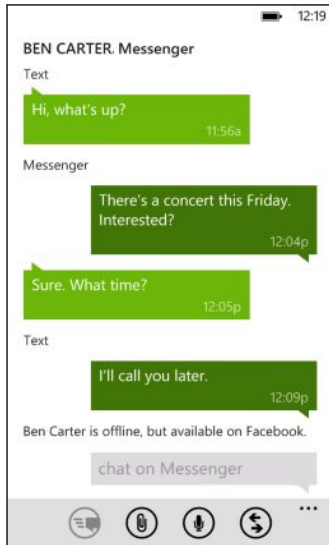 12:19
BEN CARTER, Messenger
Text
Hi, what's up?
11:56a
Messenger
There's a concert this Friday.
Interested?
12:04p
Sure. What time?
12:05p
Text
I'll call you later.
12:09p
Ben Carter is offline, but available on Facebook.
chat on Messenger